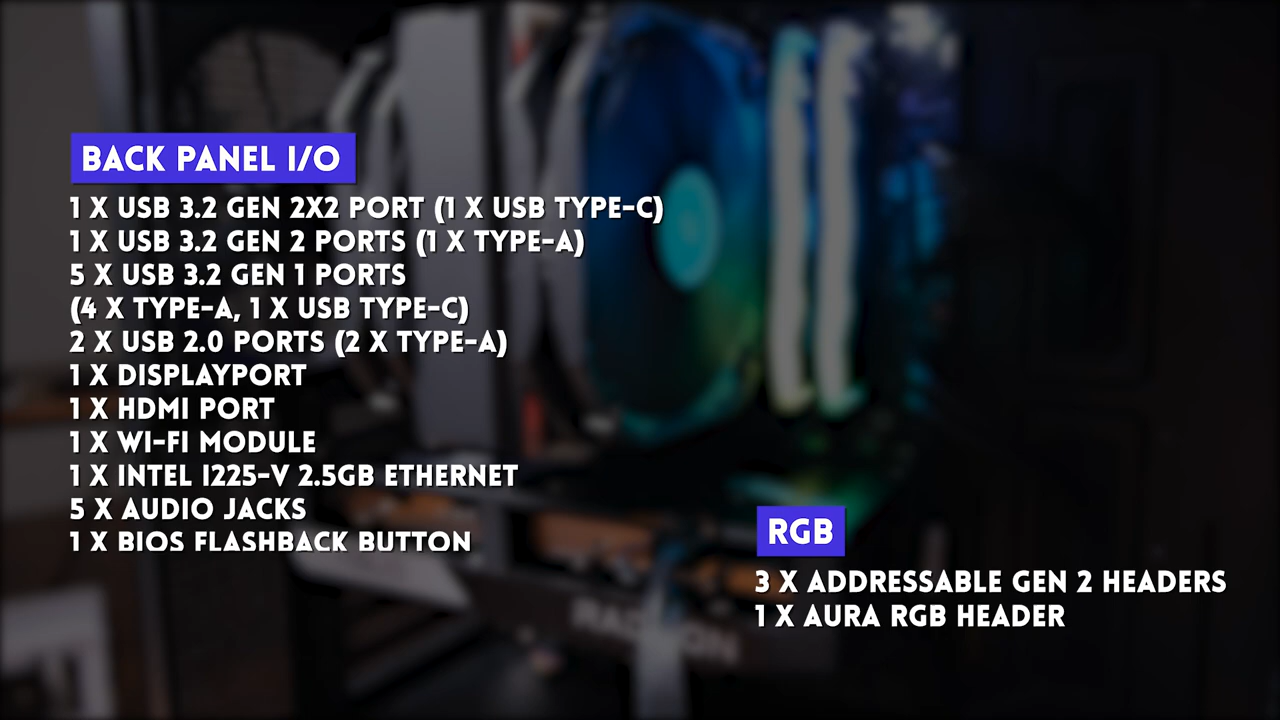 BACK PANEL I/O
1 X USB 3.2 GEN 2X2 PORT (1 X USB TYPE-C)
1 X USB 3.2 GEN 2 PORTS (1 X TYPE-A)
5 X USB 3.2 GEN 1 PORTS
(4 X TYPE-A, 1 X USB TYPE-C)
2 X USB 2.0 PORTS (2 X TYPE-A)
1 X DISPLAYPORT
1 X HDMI PORT
1 X WI-FI MODULE
1 X INTEL I225-V 2.5GB ETHERNET
5 X AUDIO JACKS
1 X BIOS FLASHBACK BUTTON
RGB
3 X ADDRESSABLE GEN 2 HEADERS
1 X AURA RGB HEADER
RADEON